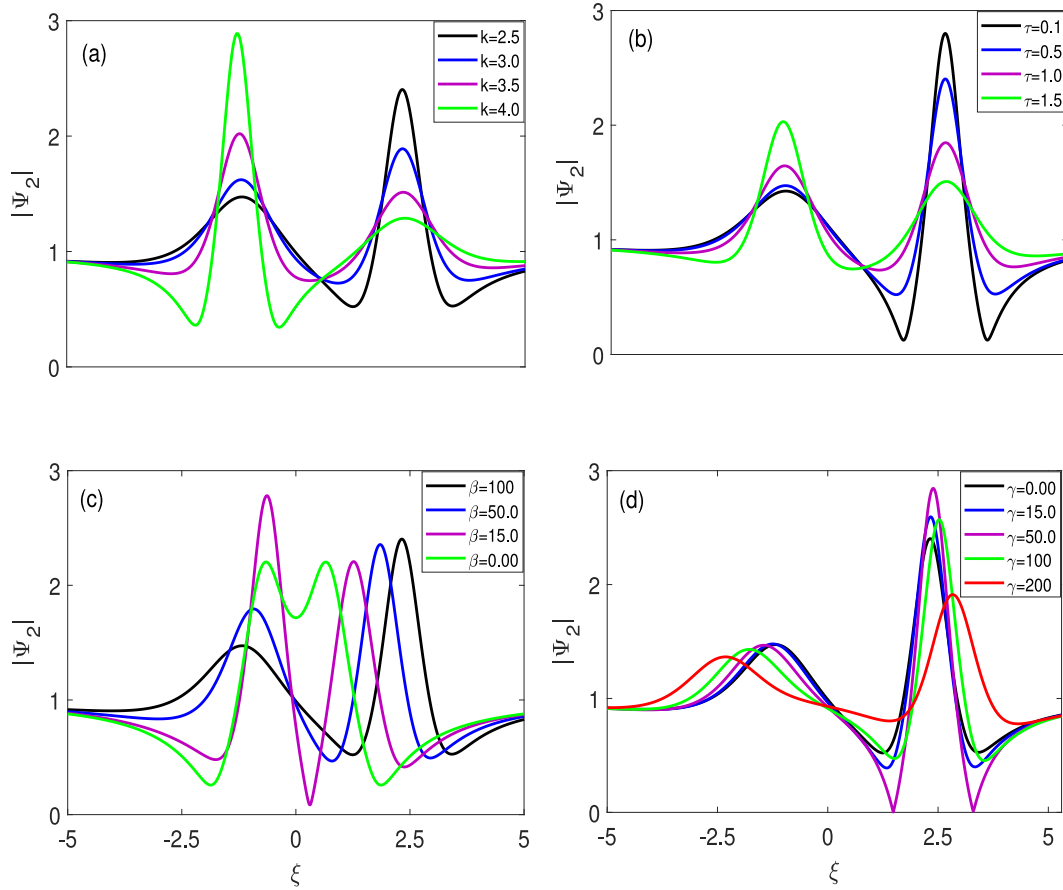 (a)
3
2
1
0
|Ψ₂|
k=2.5
k=3.0
k=3.5
k=4.0
(b)
3
2
1
0
|Ψ₂|
τ=0.1
τ=0.5
τ=1.0
τ=1.5
(c)
3
2
1
0
|Ψ₂|
β=100
β=50.0
β=15.0
β=0.00
-5
-2.5
0
2.5
5
ξ
(d)
3
2
1
0
|Ψ₂|
γ=0.00
γ=15.0
γ=50.0
γ=100
γ=200
-5
-2.5
0
2.5
5
ξ